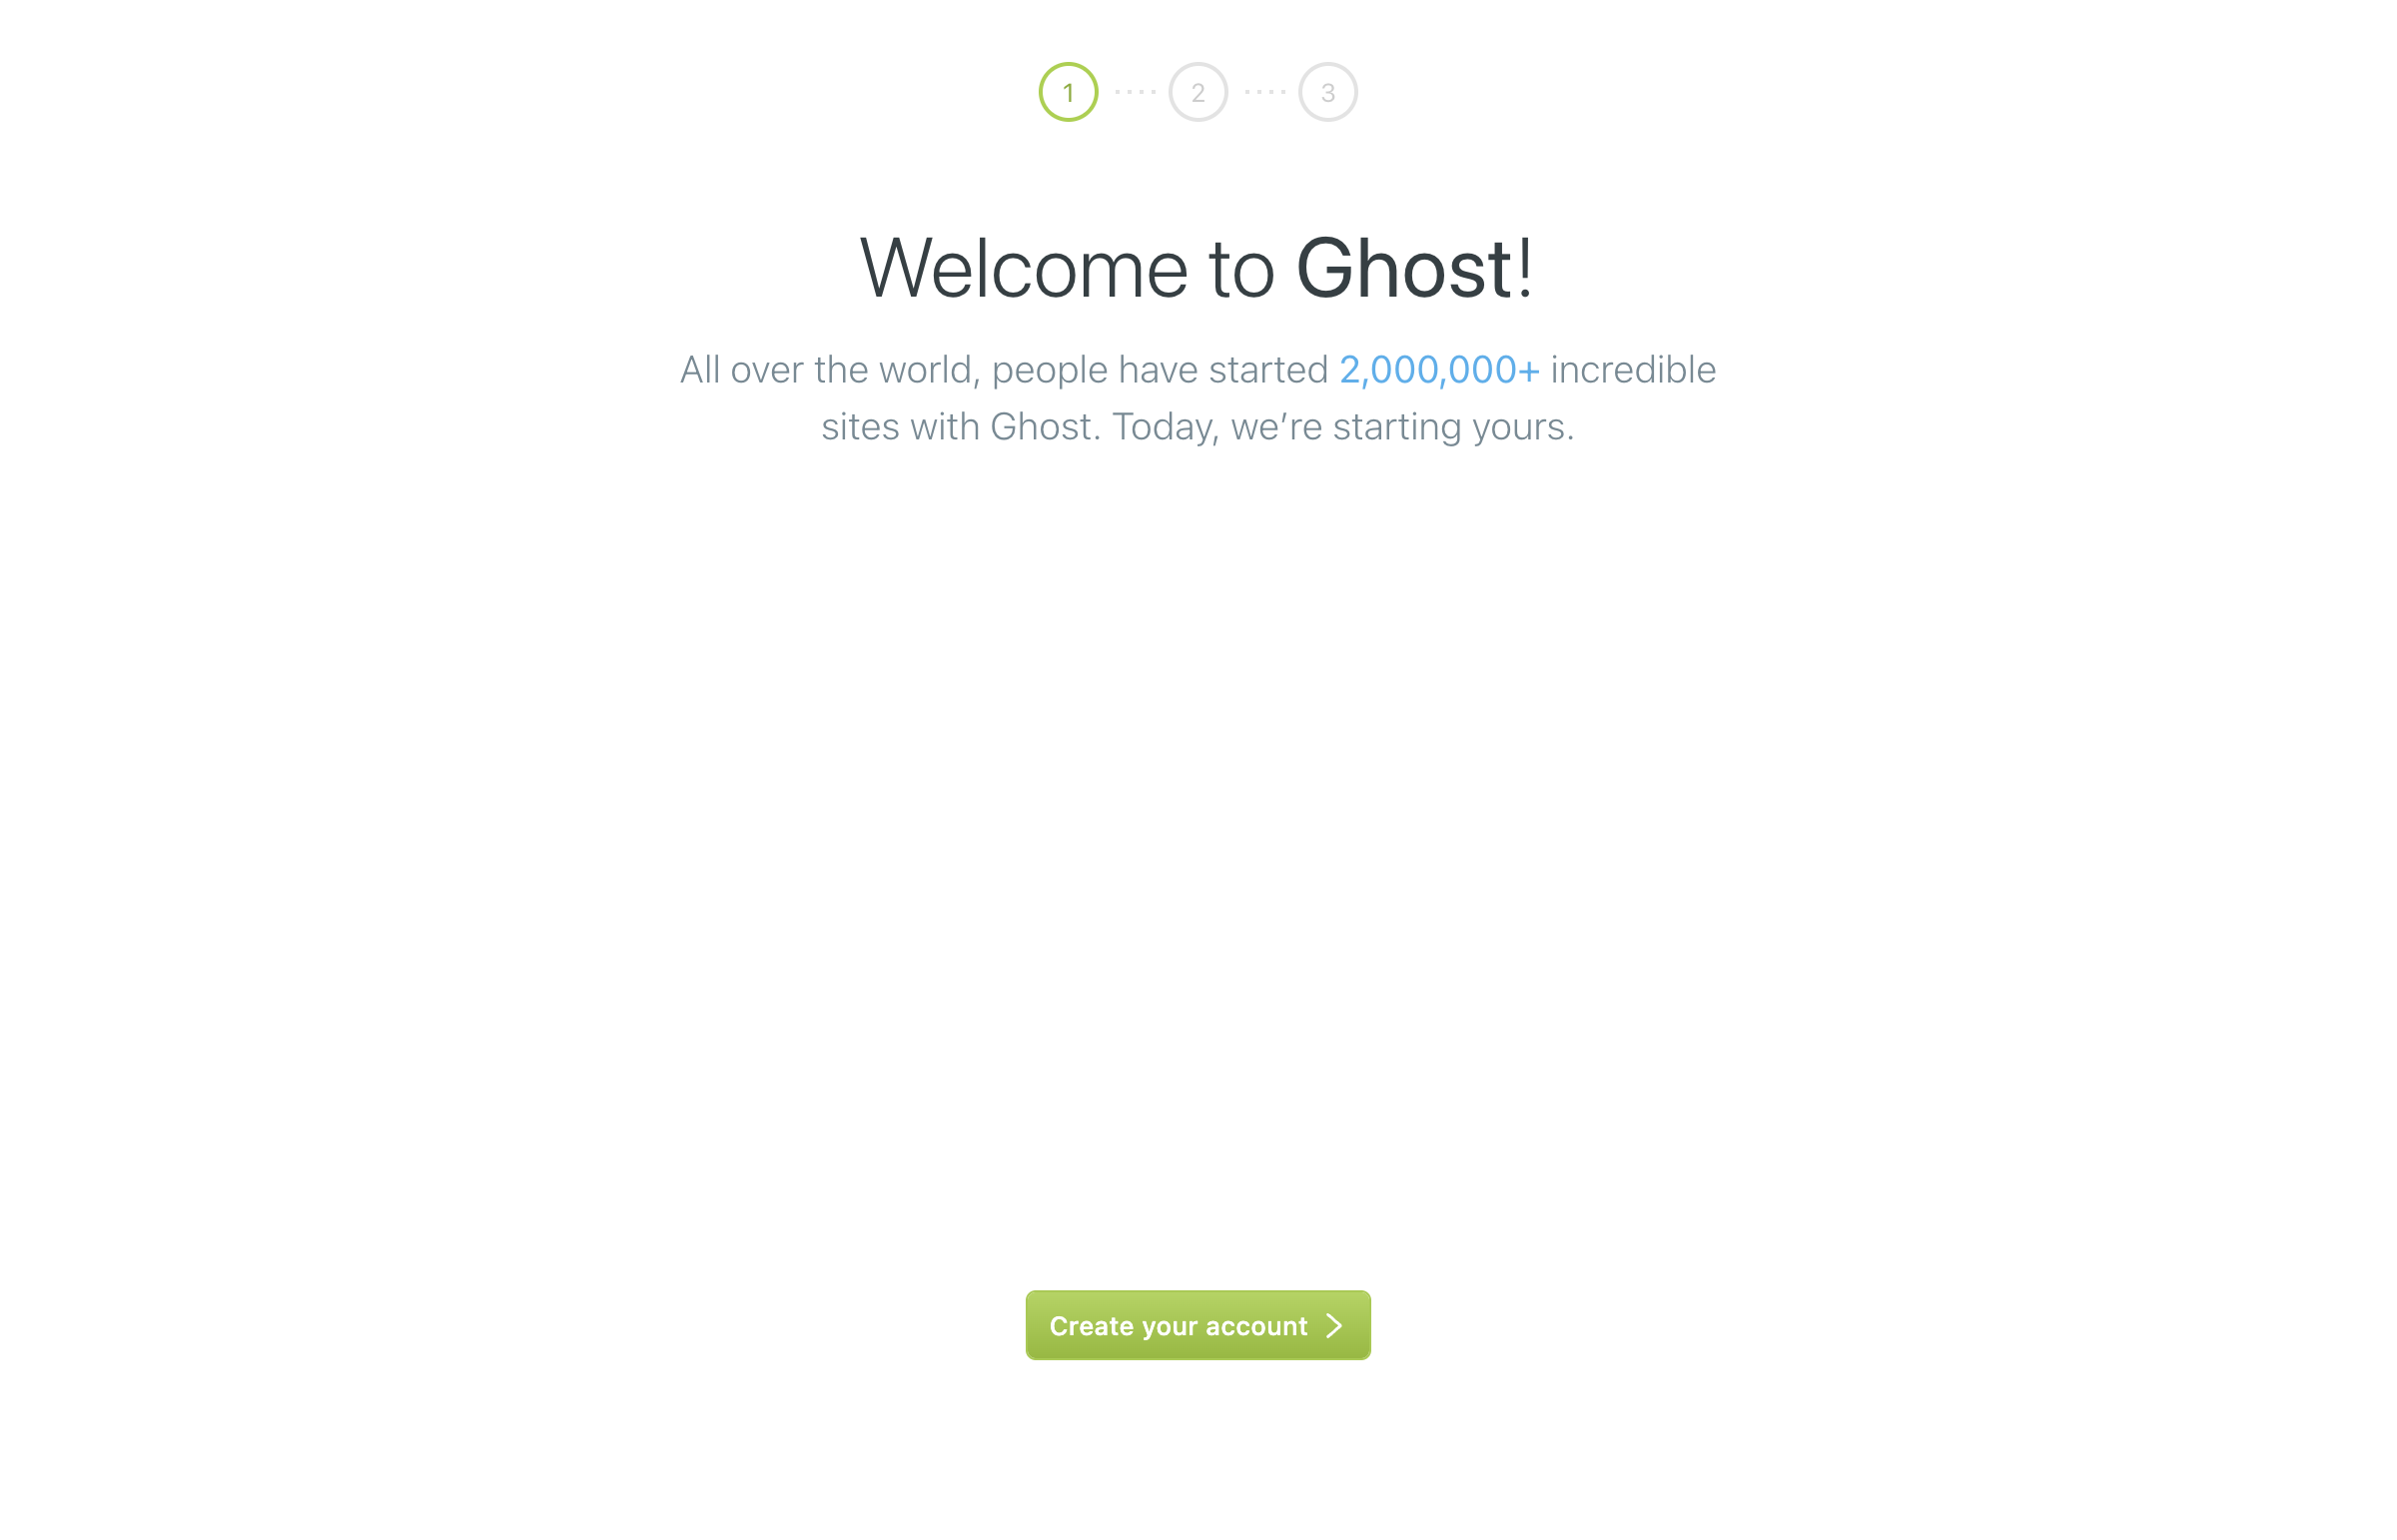 1 2 3
Welcome to Ghost!
All over the world, people have started 2,000,000+ incredible
sites with Ghost. Today, we’re starting yours.
Create your account